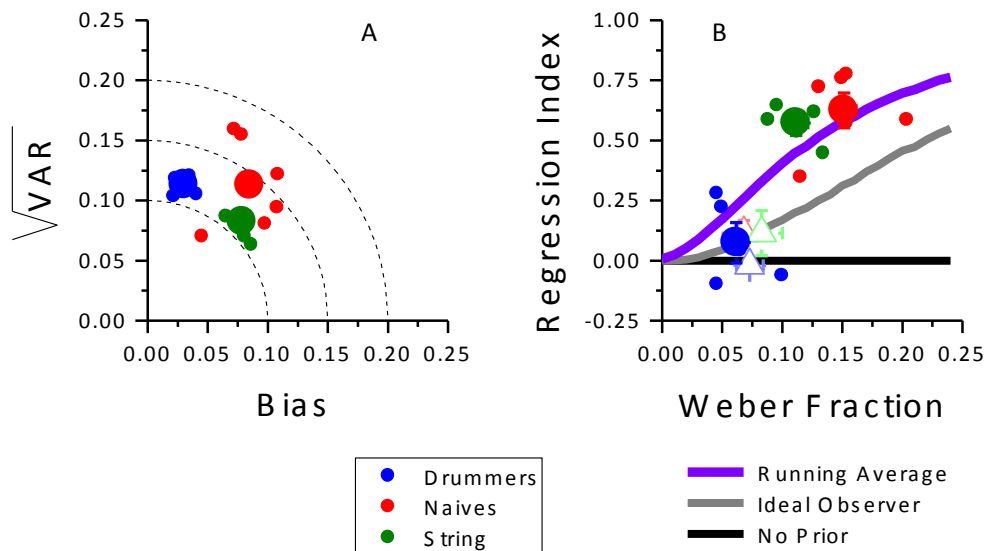 A
√VAR
0.25
0.20
0.15
0.10
0.05
0.00
0.00 0.05 0.10 0.15 0.20 0.25
Bias
B
Regression Index
1.00
0.75
0.50
0.25
0.00
-0.25
0.00 0.05 0.10 0.15 0.20 0.25
Weber Fraction
Drummers
Naives
String
Running Average
Ideal Observer
No Prior